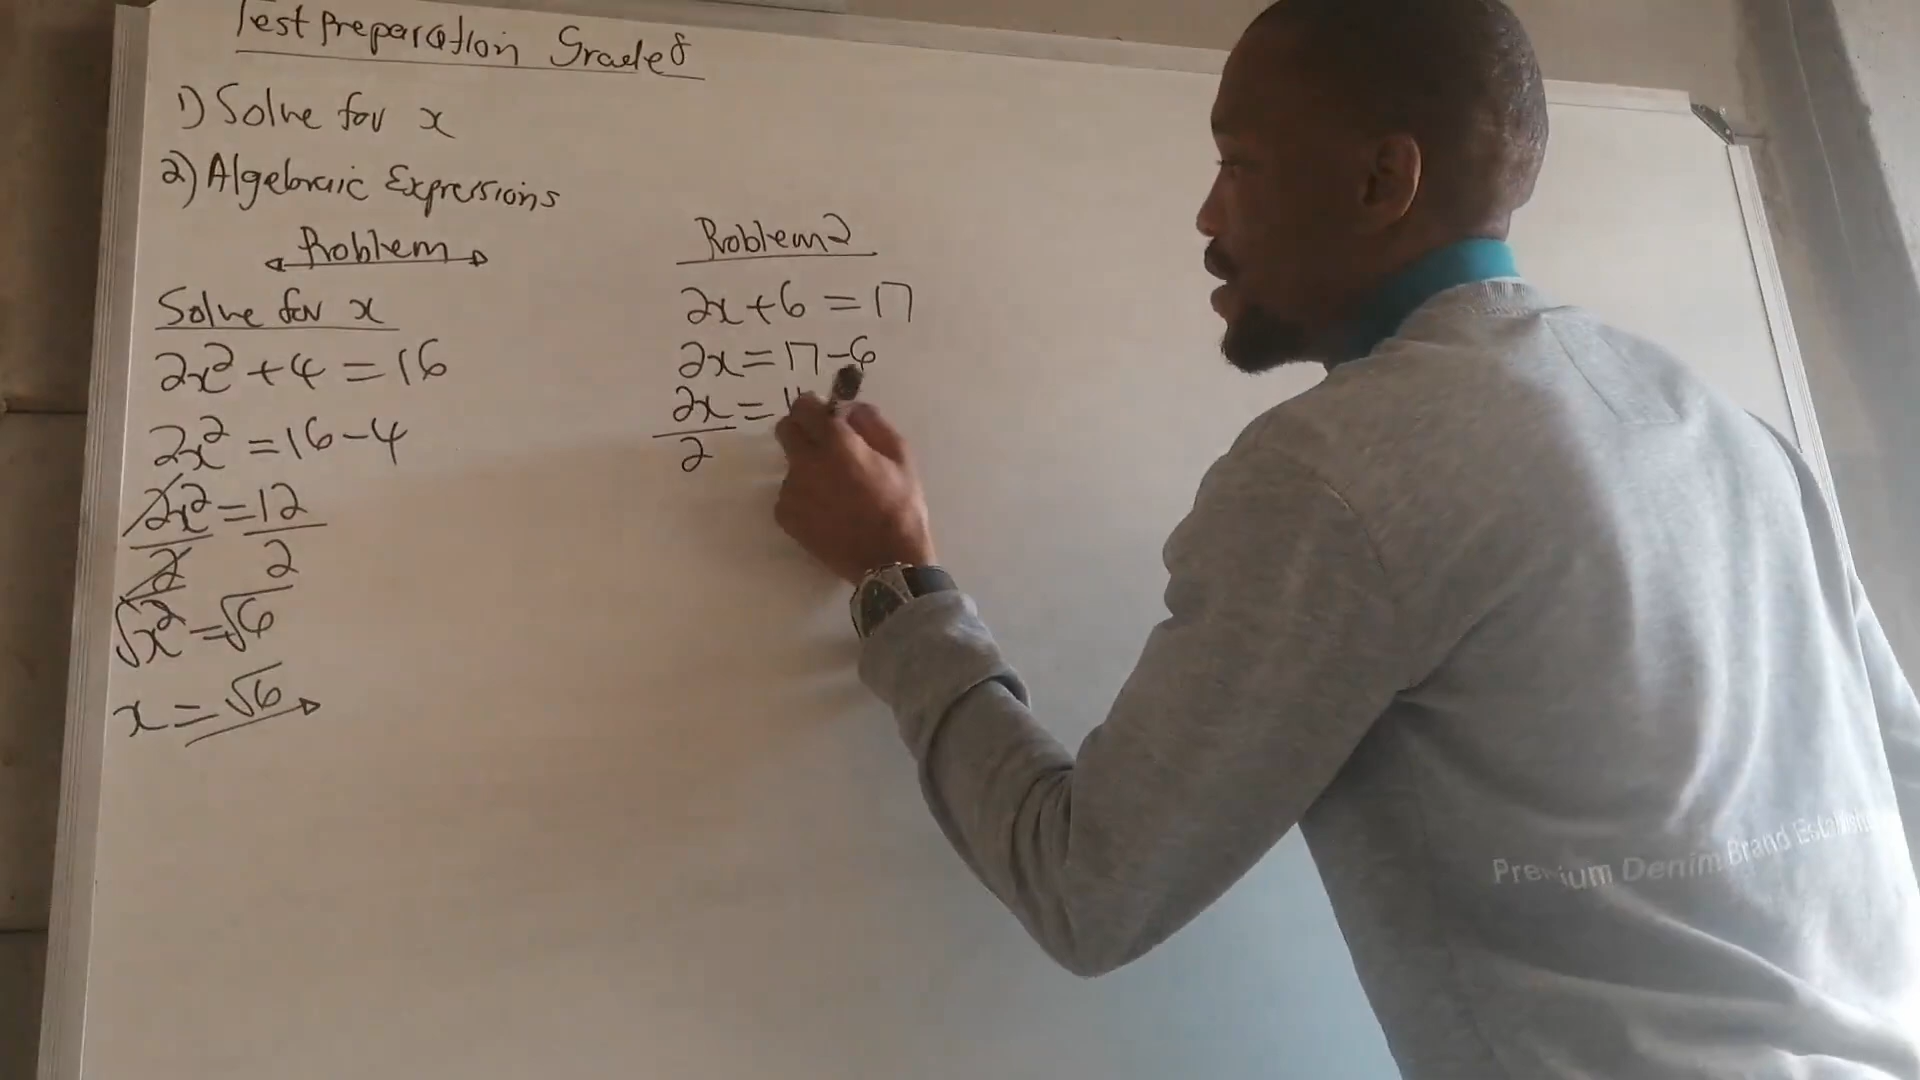 Test Preparation Grade 8
1) Solve for x
2) Algebraic Expressions
Problem
Solve for x
2x² + 4 = 16
2x² = 16 - 4
2x²/2 = 12/2
√x² = √6
x = √6
Problem 2
2x + 6 = 17
2x = 17 - 6
2x/2 = 11
Premium Denim Brand